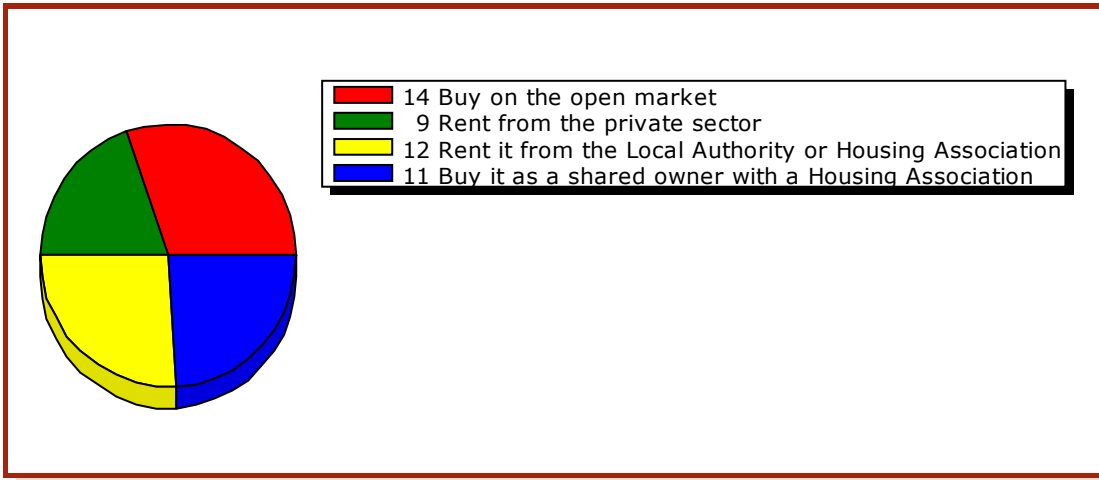 14 Buy on the open market
9 Rent from the private sector
12 Rent it from the Local Authority or Housing Association
11 Buy it as a shared owner with a Housing Association